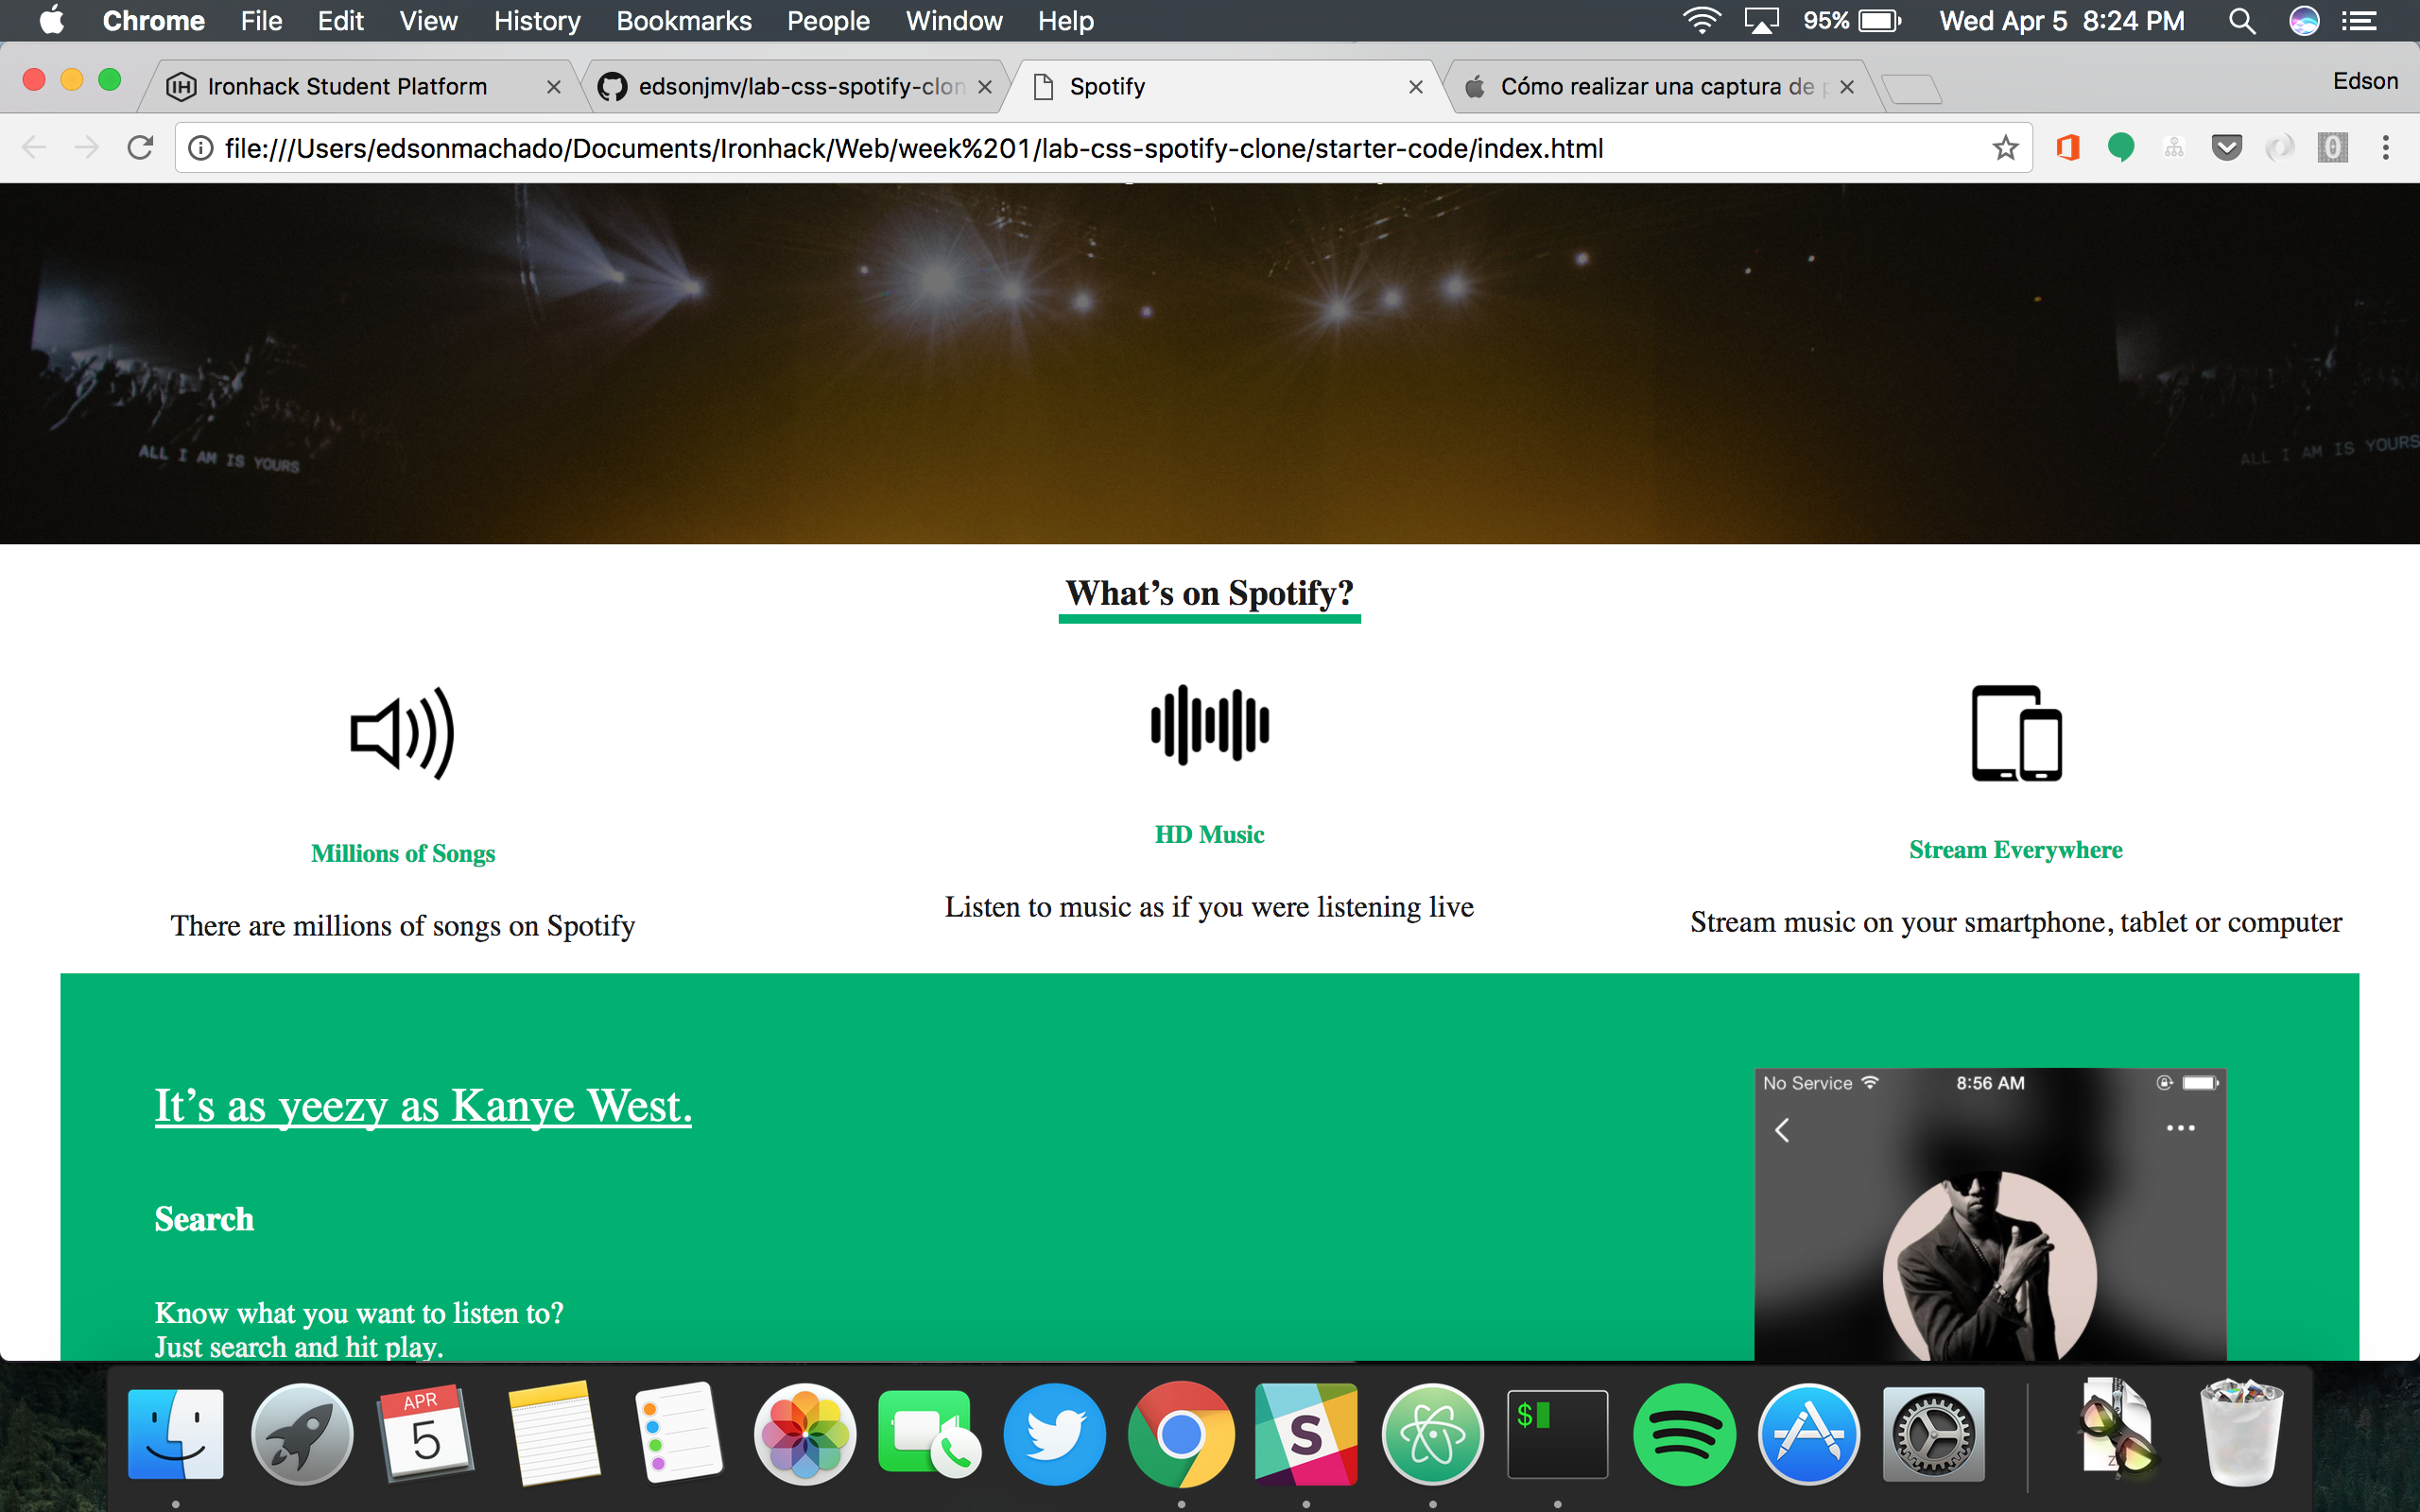 Chrome File Edit View History Bookmarks People Window Help 95% Wed Apr 5 8:24 PM
Ironhack Student Platform edsonjmv/lab-css-spotify-clon Spotify Cómo realizar una captura de p Edson
file:///Users/edsonmachado/Documents/Ironhack/Web/week%201/lab-css-spotify-clone/starter-code/index.html
ALL I AM IS YOURS ALL I AM IS YOURS
What’s on Spotify?
Millions of Songs HD Music Stream Everywhere
There are millions of songs on Spotify Listen to music as if you were listening live Stream music on your smartphone, tablet or computer
No Service 8:56 AM
It’s as yeezy as Kanye West.
Search
Know what you want to listen to?
Just search and hit play.
APR
5
$